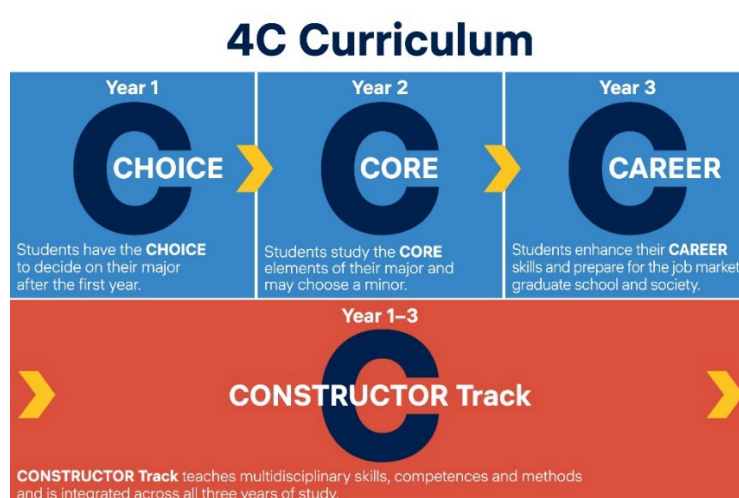 4C Curriculum
Year 1
C
CHOICE
Students have the CHOICE
to decide on their major
after the first year.
Year 2
C
CORE
Students study the CORE
elements of their major and
may choose a minor.
Year 3
C
CAREER
Students enhance their CAREER
skills and prepare for the job market
graduate school and society.
Year 1–3
C
CONSTRUCTOR Track
CONSTRUCTOR Track teaches multidisciplinary skills, competences and methods
and is integrated across all three years of study.